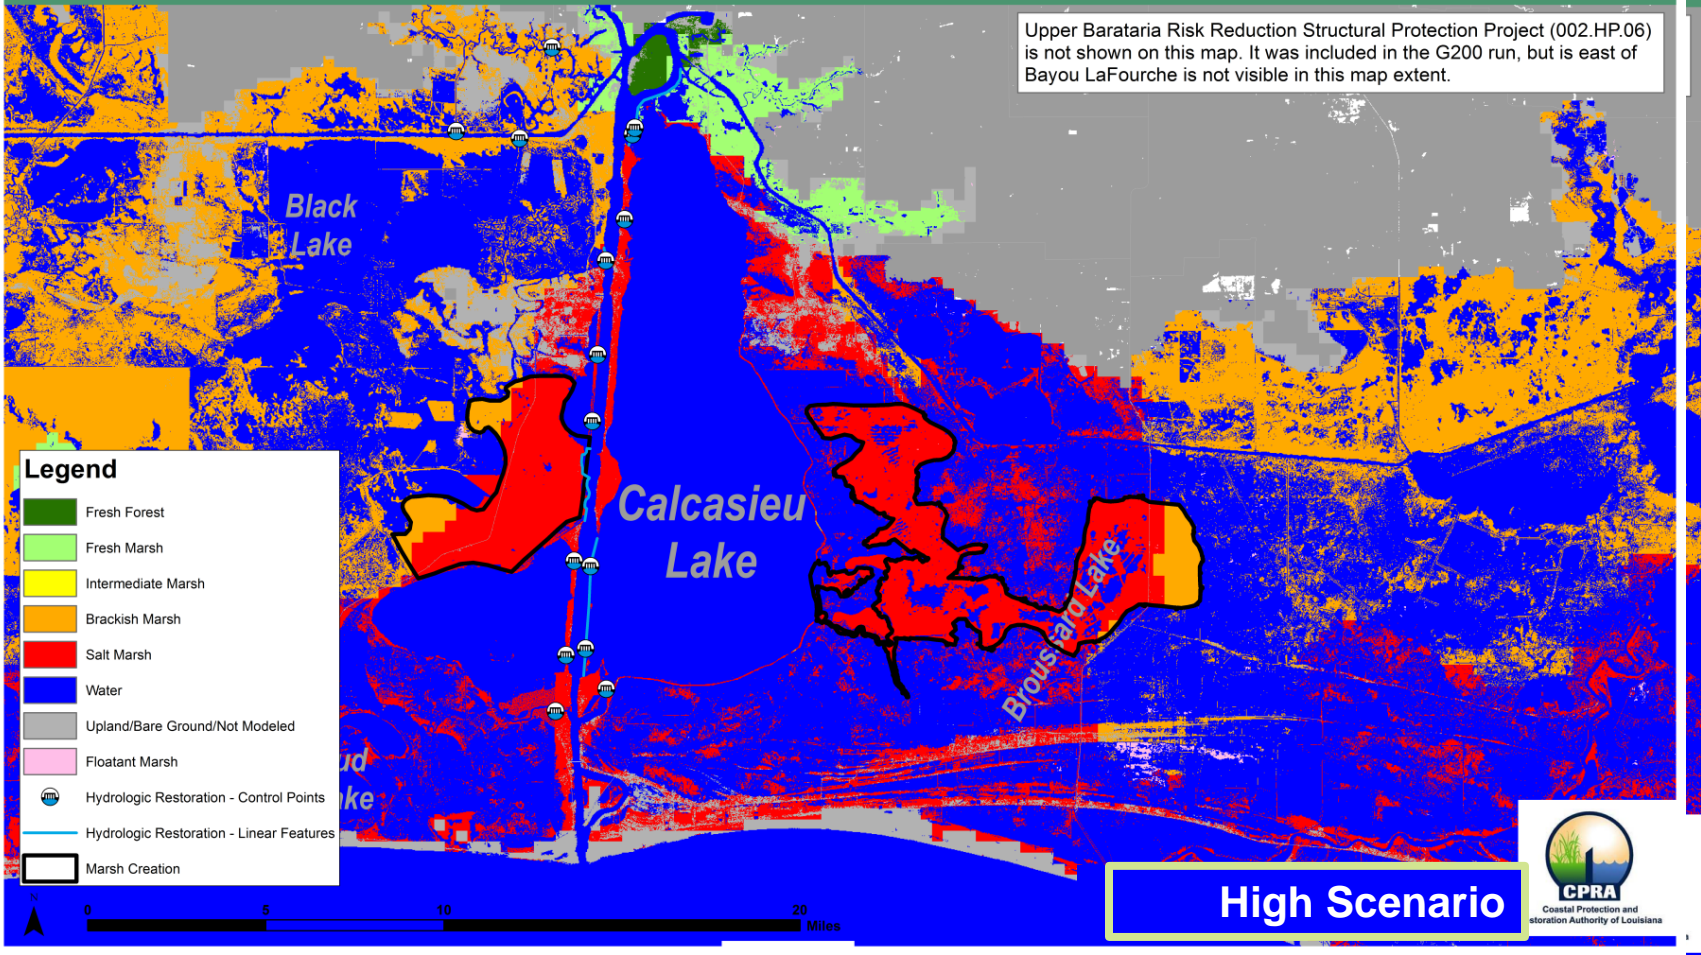 Upper Barataria Risk Reduction Structural Protection Project (002.HP.06)
is not shown on this map. It was included in the G200 run, but is east of
Bayou LaFourche is not visible in this map extent.
Black
Lake
Calcasieu
Lake
Broussard Lake
Legend
Fresh Forest
Fresh Marsh
Intermediate Marsh
Brackish Marsh
Salt Marsh
Water
Upland/Bare Ground/Not Modeled
Floatant Marsh
Hydrologic Restoration - Control Points
Hydrologic Restoration - Linear Features
Marsh Creation
ud
ke
N
0 5 10 20
Miles
High Scenario
CPRA
Coastal Protection and
storation Authority of Louisiana